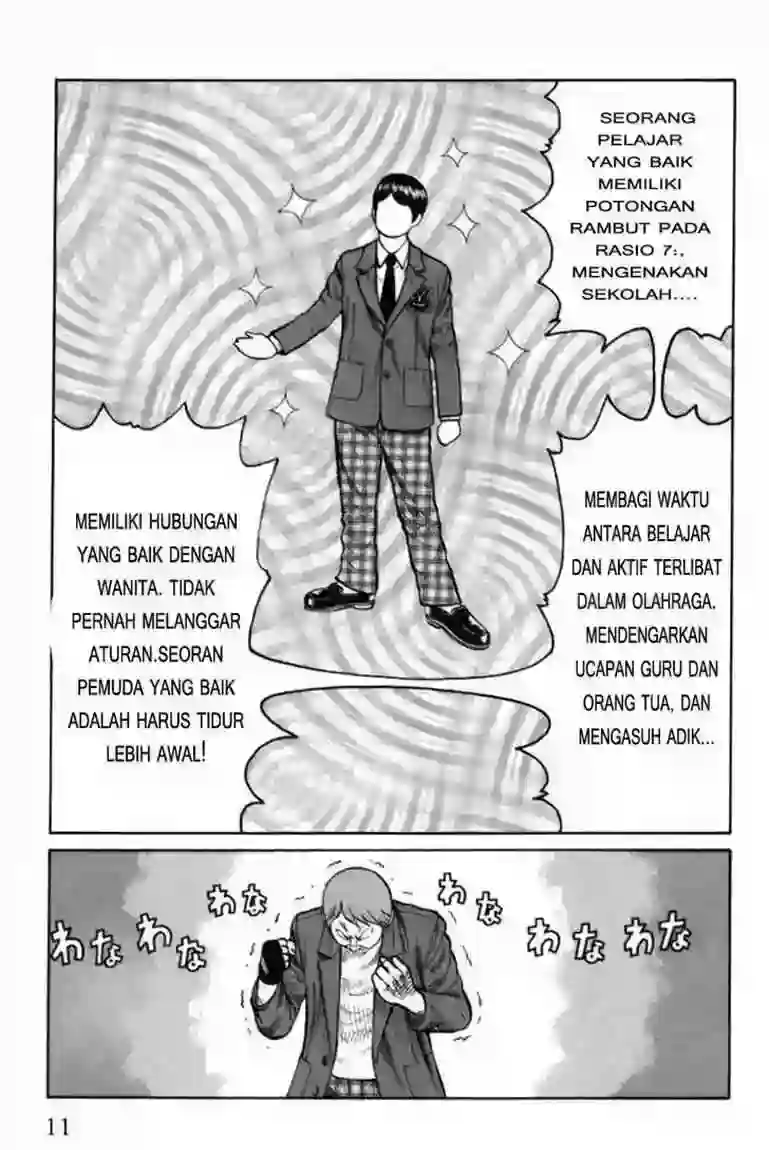 SEORANG
PELAJAR
YANG BAIK
MEMILIKI
POTONGAN
RAMBUT PADA
RASIO 7:,
MENGENAKAN
SEKOLAH....
MEMBAGI WAKTU
ANTARA BELAJAR
DAN AKTIF TERLIBAT
DALAM OLAHRAGA.
MENDENGARKAN
UCAPAN GURU DAN
ORANG TUA, DAN
MENGASUH ADIK...
MEMILIKI HUBUNGAN
YANG BAIK DENGAN
WANITA. TIDAK
PERNAH MELANGGAR
ATURAN.SEORAN
PEMUDA YANG BAIK
ADALAH HARUS TIDUR
LEBIH AWAL!
わな
わな
わな
わな
わな
わな
11